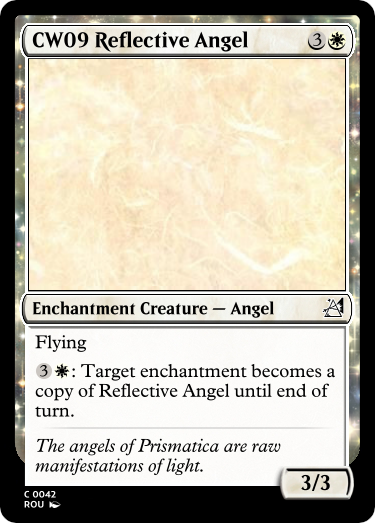 CW09 Reflective Angel 3
Enchantment Creature — Angel
Flying
3: Target enchantment becomes a
copy of Reflective Angel until end of
turn.
The angels of Prismatica are raw
manifestations of light.
3/3
C 0042
ROU